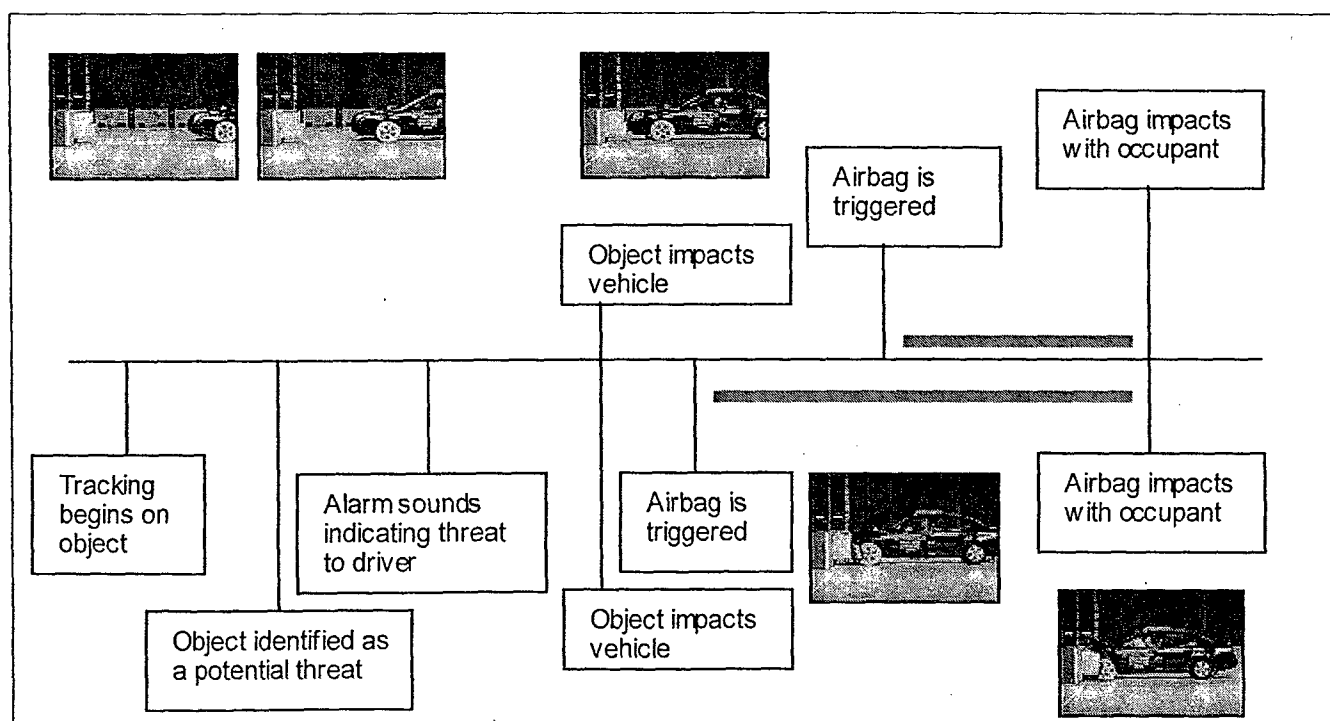 Airbag impacts
with occupant
Airbag is
triggered
Object impacts
vehicle
Tracking
begins on
object
Alarm sounds
indicating threat
to driver
Airbag is
triggered
Airbag impacts
with occupant
Object identified as
a potential threat
Object impacts
vehicle